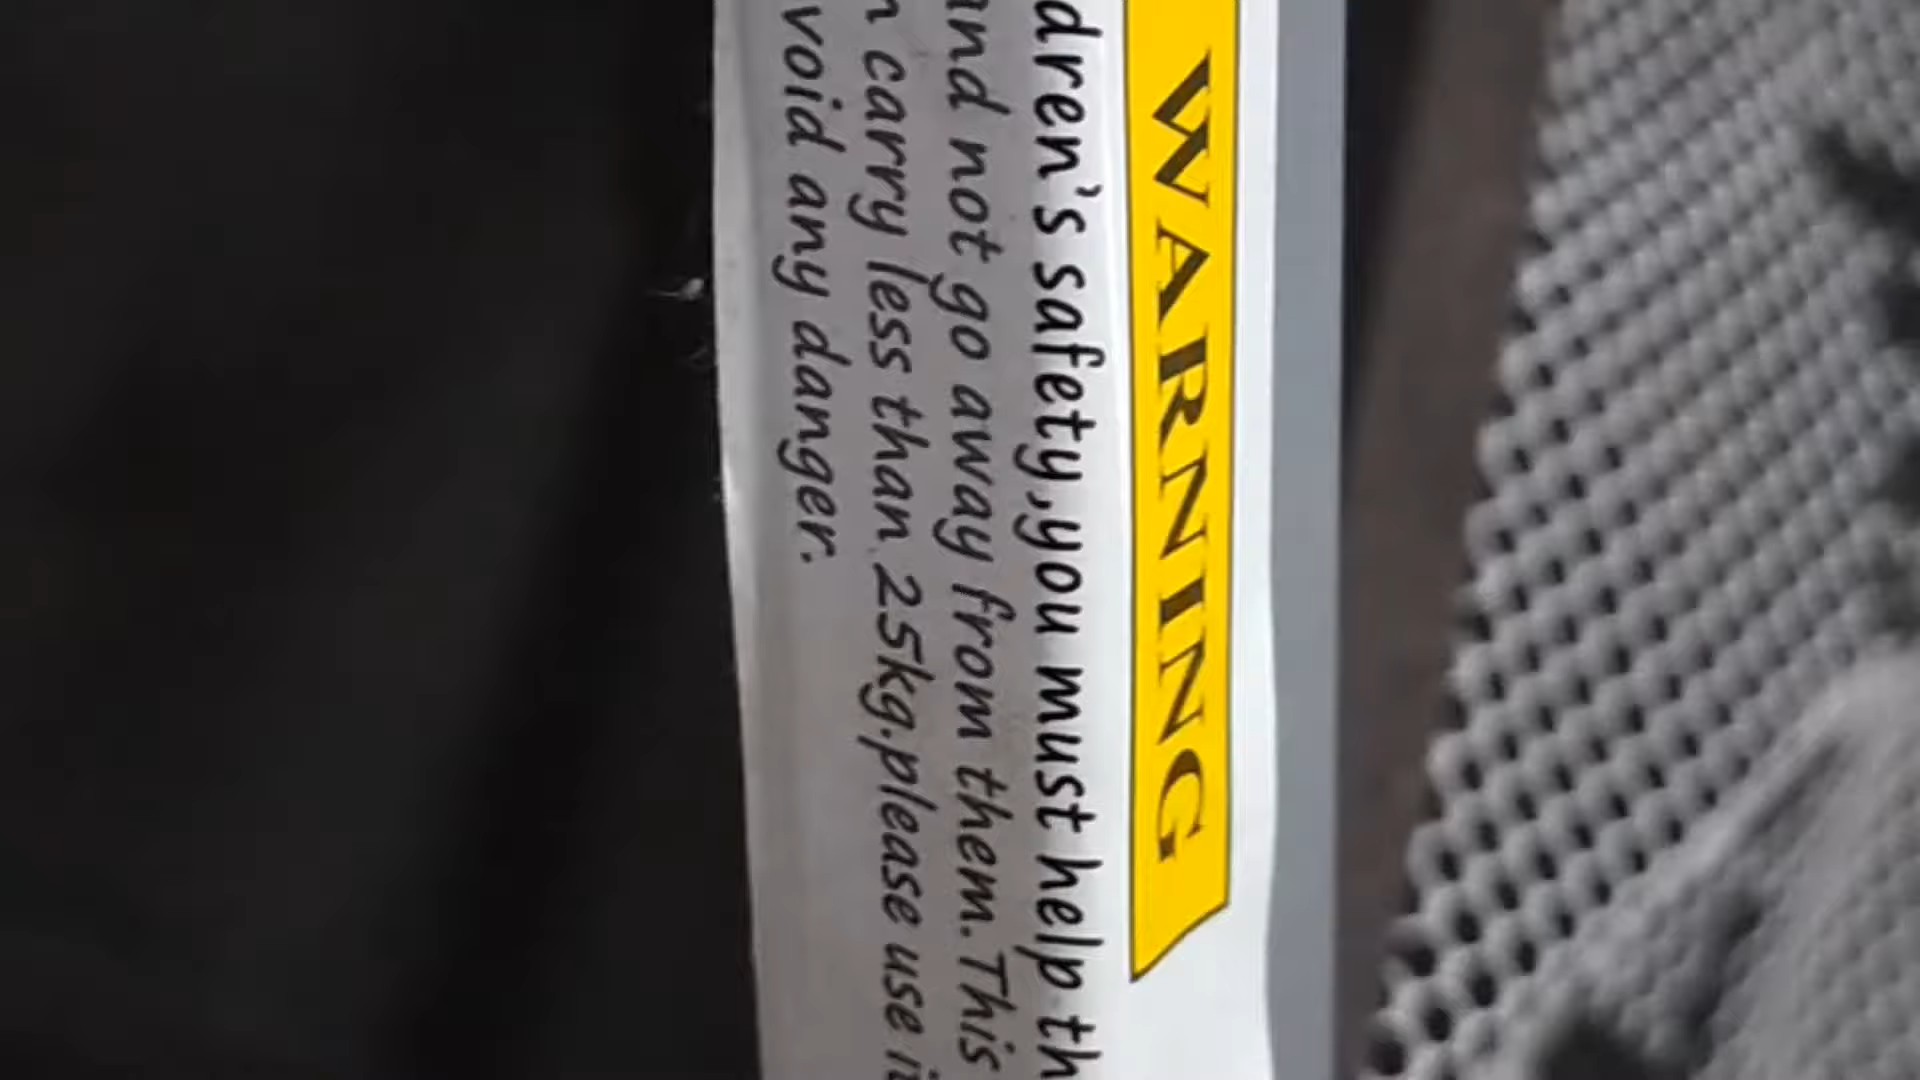 WARNING
dren's safety,you must help th
and not go away from them.This
n carry less than 25kg.please use i
void any danger.